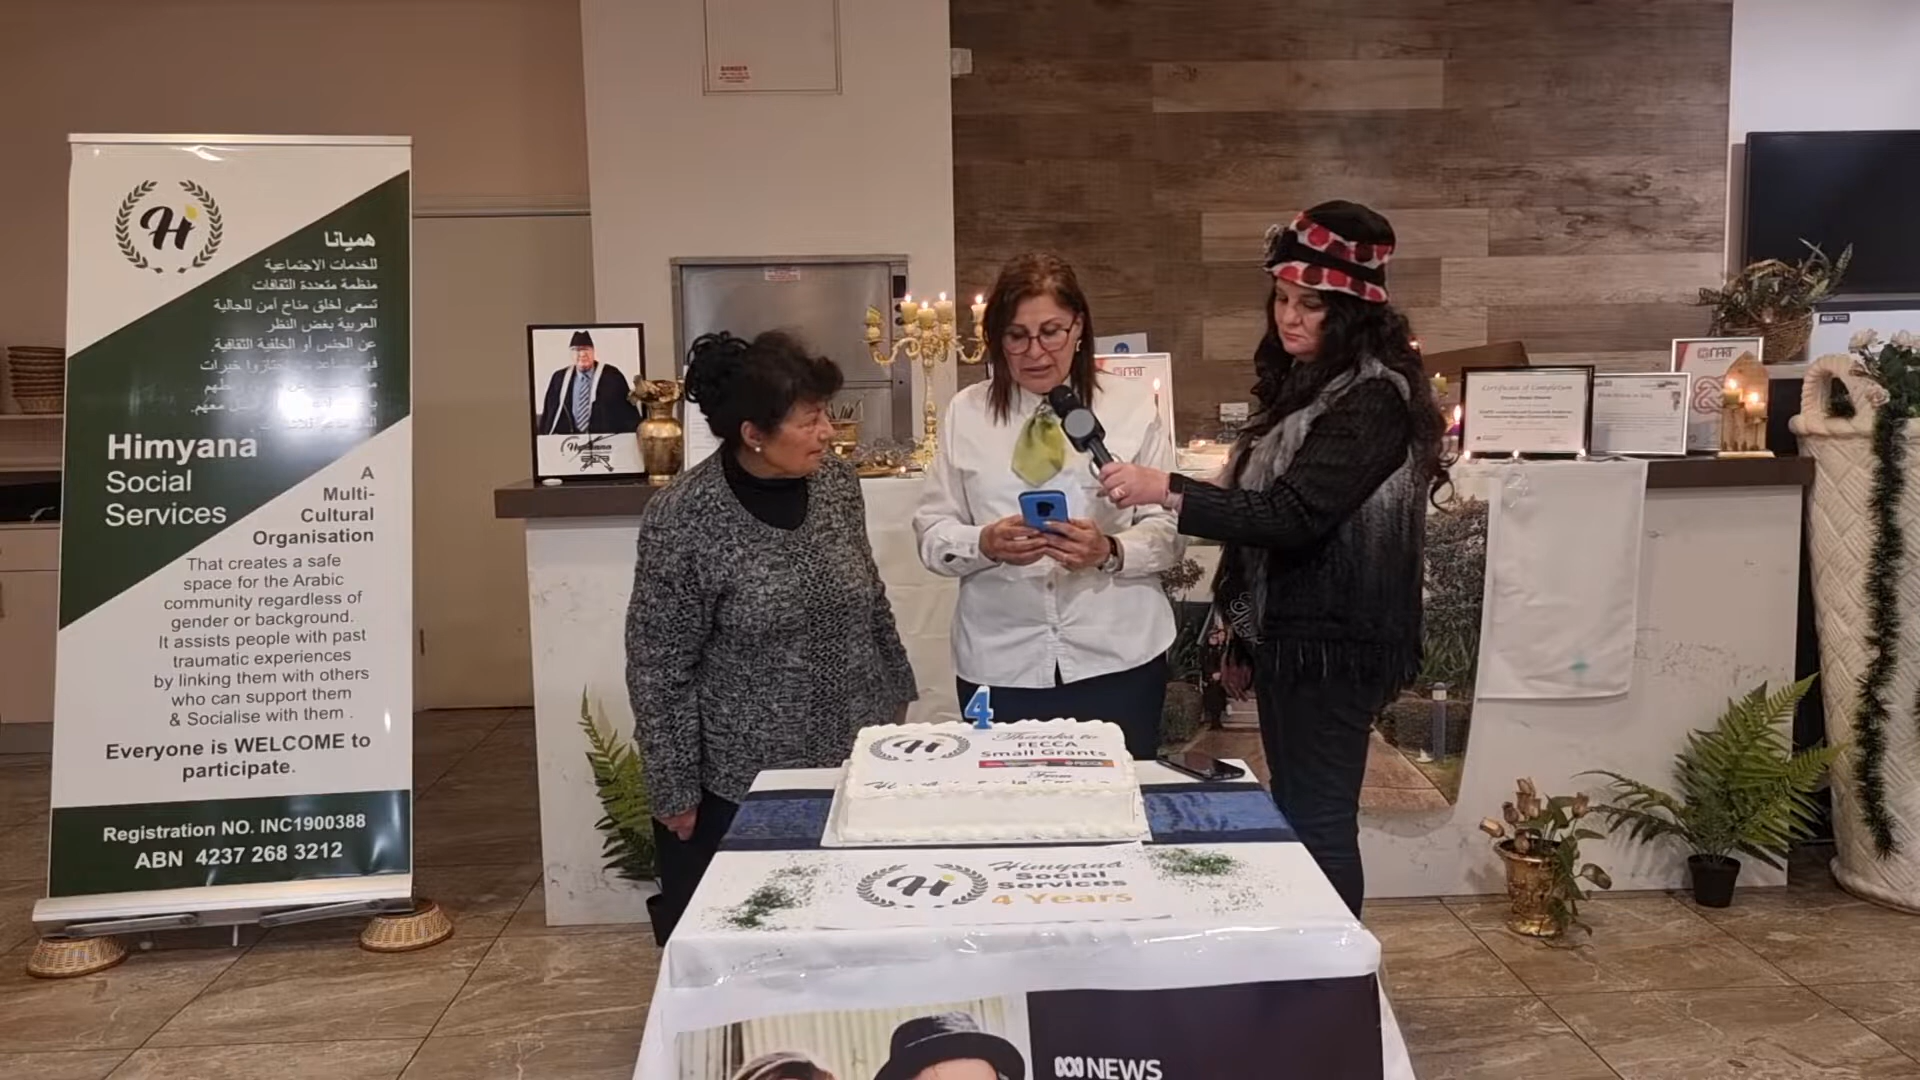 هميانا
للخدمات الاجتماعية
منظمة متعددة الثقافات
تسعى لخلق مناخ آمن للجالية
العربية بغض النظر
عن الجنس أو الخلفية الثقافية.
Himyana
Social
Services
A
Multi-
Cultural
Organisation
That creates a safe
space for the Arabic
community regardless of
gender or background.
It assists people with past
traumatic experiences
by linking them with others
who can support them
& Socialise with them .
Everyone is WELCOME to
participate.
Registration NO. INC1900388
ABN 4237 268 3212
DANGER
Certificate of Completion
4
Thanks to
FECCA
Small Grants
FECCA
From
Himyana
Social
Services
4 Years
NEWS